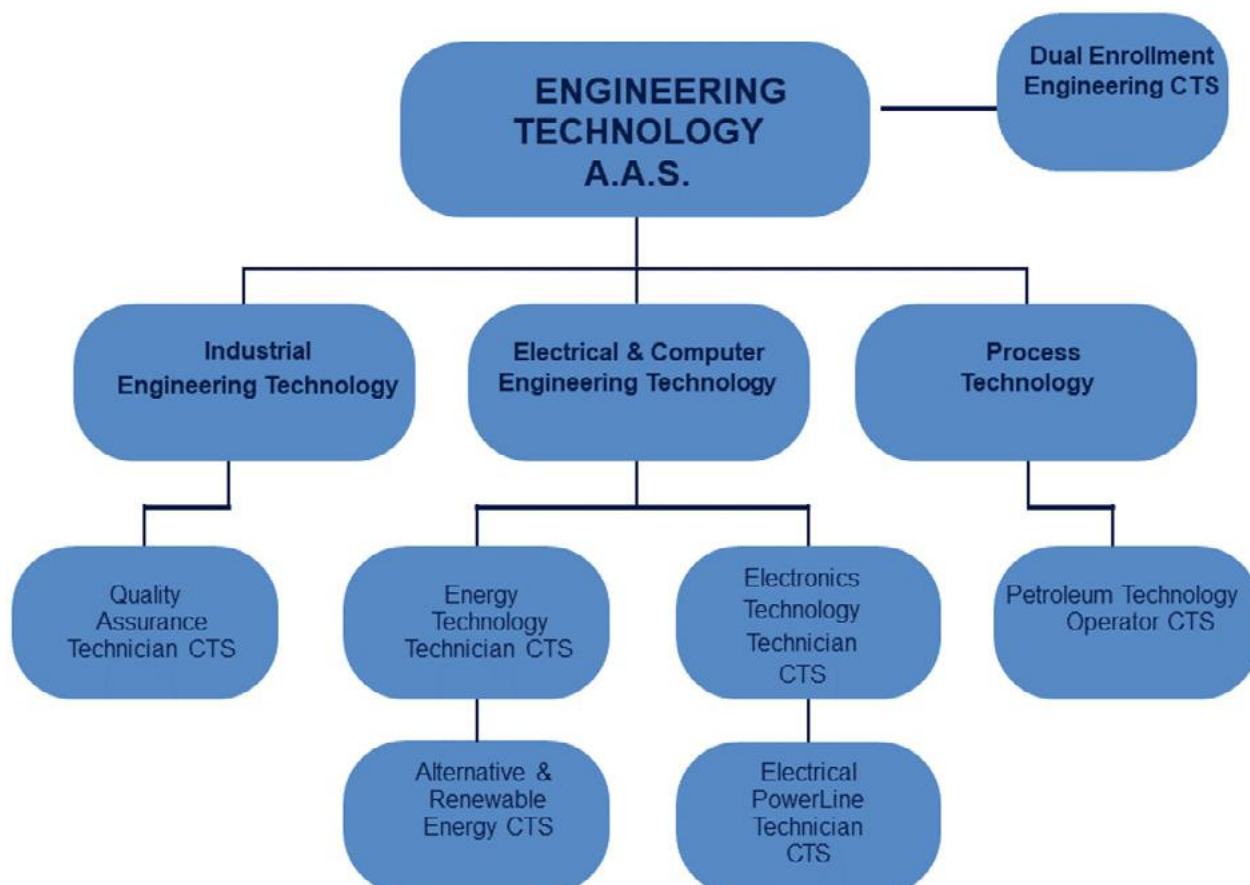 ENGINEERING
TECHNOLOGY
A.A.S.
Dual Enrollment
Engineering CTS
Industrial
Engineering Technology
Electrical & Computer
Engineering Technology
Process
Technology
Quality
Assurance
Technician CTS
Energy
Technology
Technician CTS
Electronics
Technology
Technician
CTS
Petroleum Technology
Operator CTS
Alternative &
Renewable
Energy CTS
Electrical
PowerLine
Technician
CTS